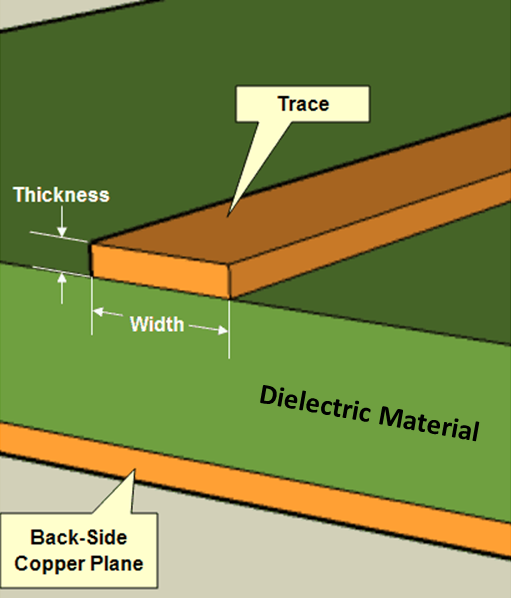 Trace
Thickness
Width
Dielectric Material
Back-Side
Copper Plane